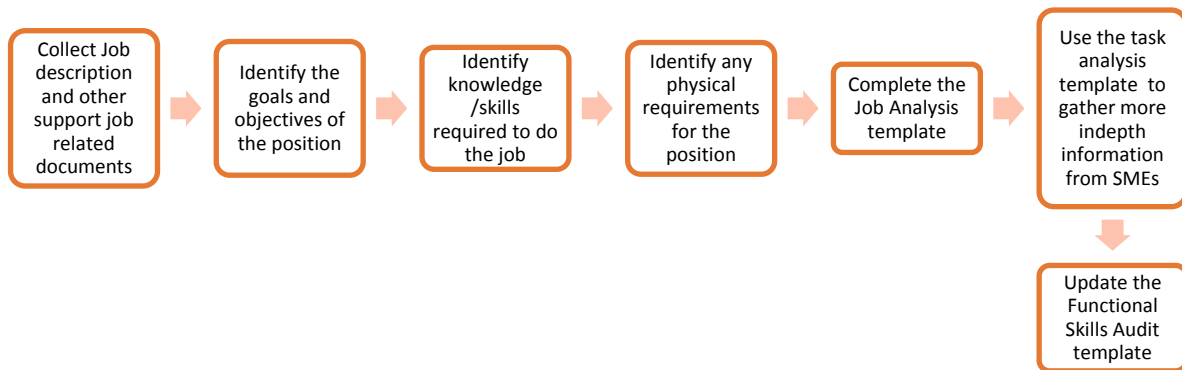 Collect Job
description
and other
support job
related
documents
Identify the
goals and
objectives of
the position
Identify
knowledge
/skills
required to do
the job
Identify any
physical
requirements
for the
position
Complete the
Job Analysis
template
Use the task
analysis
template to
gather more
indepth
information
from SMEs
Update the
Functional
Skills Audit
template